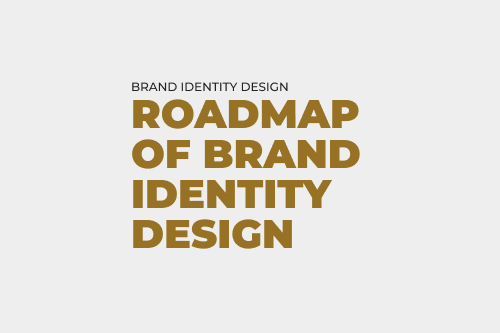 BRAND IDENTITY DESIGN
ROADMAP
OF BRAND
IDENTITY
DESIGN